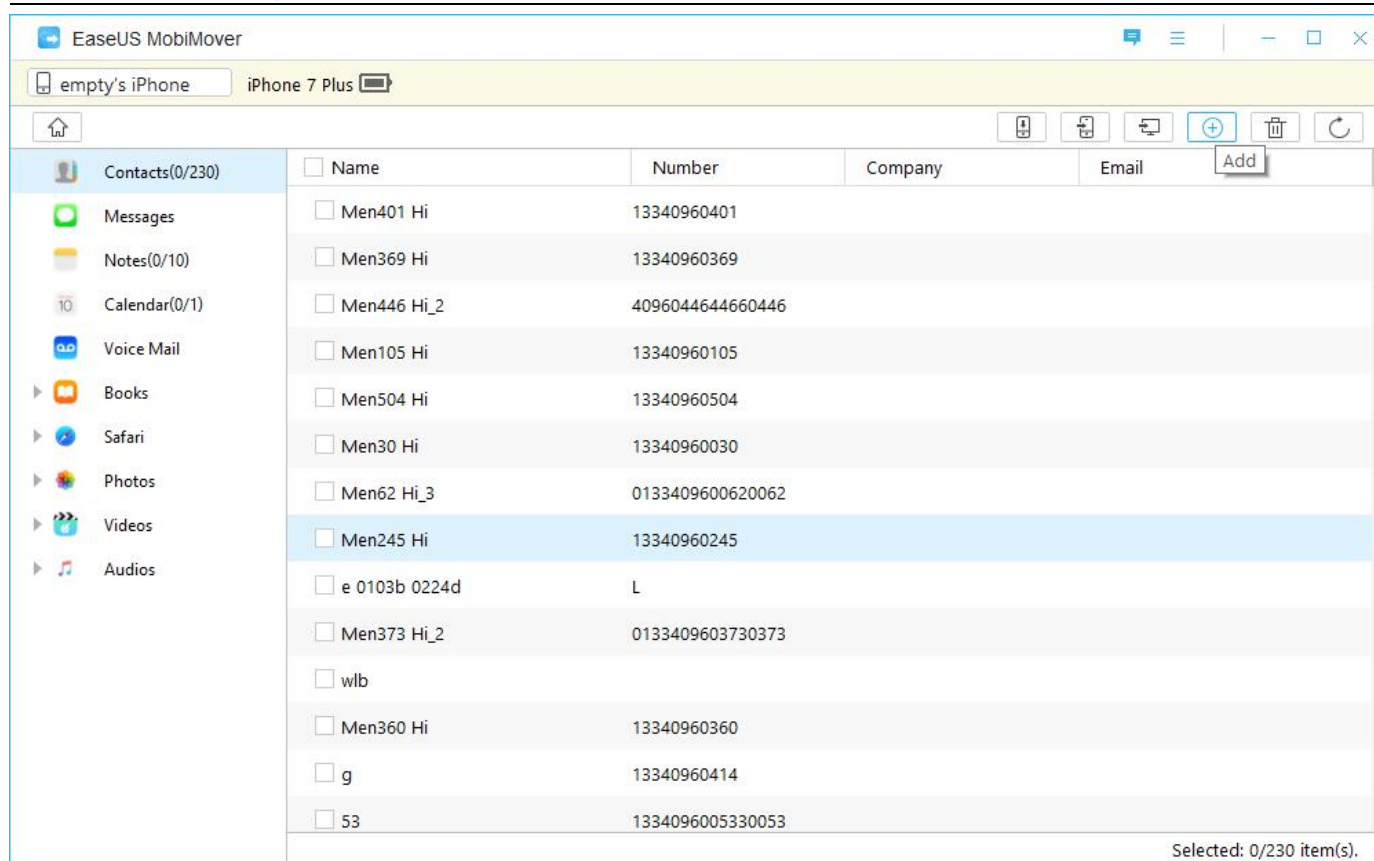 EaseUS MobiMover
empty's iPhone iPhone 7 Plus
Add
Name Number Company Email
Contacts(0/230)
Messages
Notes(0/10)
10 Calendar(0/1)
Voice Mail
Books
Safari
Photos
Videos
Audios
Men401 Hi 13340960401
Men369 Hi 13340960369
Men446 Hi_2 4096044644660446
Men105 Hi 13340960105
Men504 Hi 13340960504
Men30 Hi 13340960030
Men62 Hi_3 0133409600620062
Men245 Hi 13340960245
e 0103b 0224d L
Men373 Hi_2 0133409603730373
wlb
Men360 Hi 13340960360
g 13340960414
53 1334096005330053
Selected: 0/230 item(s).